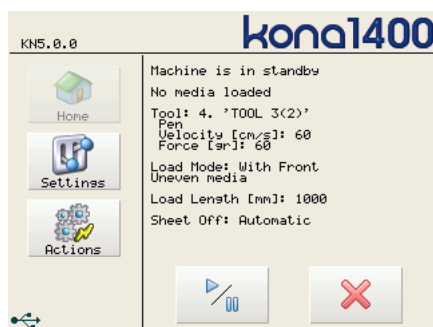 KN5.0.0
kona1400
Home
Settings
Actions
Machine is in standby
No media loaded
Tool: 4. 'TOOL 3(2)'
Pen
Velocity [cm/s]: 60
Force [gr]: 60
Load Mode: With Front
Uneven media
Load Length [mm]: 1000
Sheet Off: Automatic